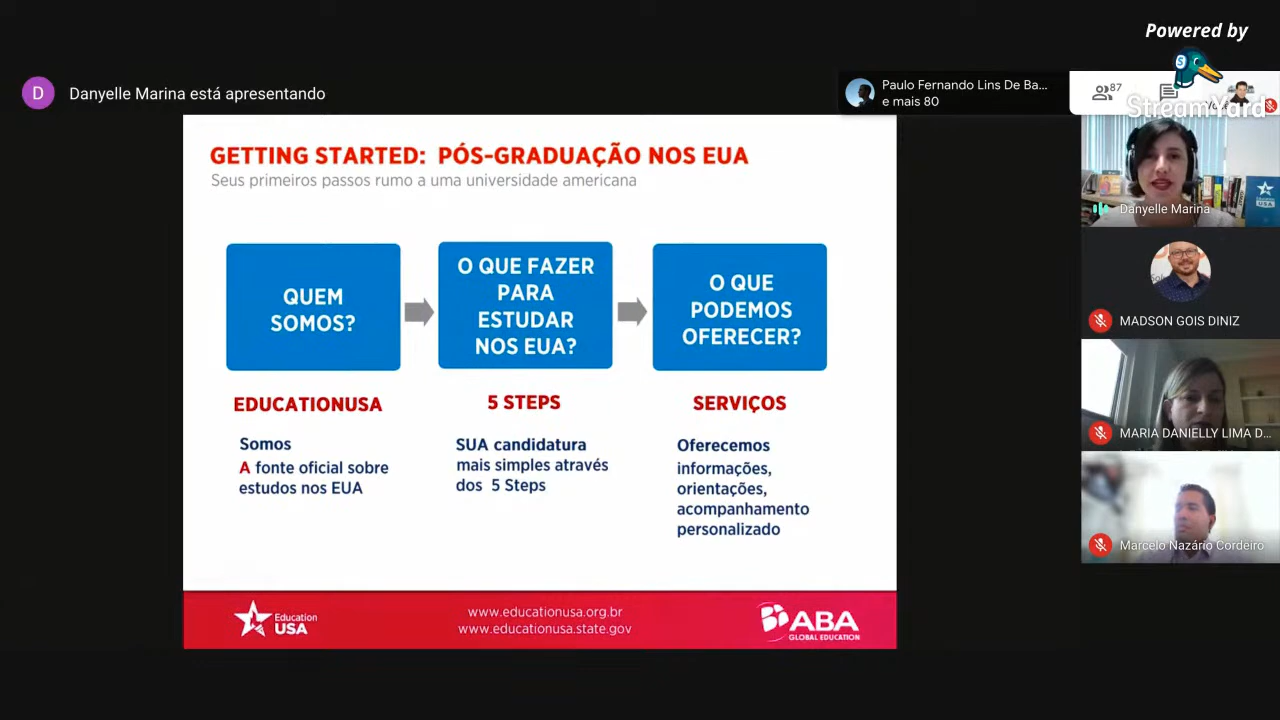 Powered by
StreamYard
D
Danyelle Marina está apresentando
Paulo Fernando Lins De Ba...
e mais 80
87
GETTING STARTED: PÓS-GRADUAÇÃO NOS EUA
Seus primeiros passos rumo a uma universidade americana
QUEM
SOMOS?
O QUE FAZER
PARA
ESTUDAR
NOS EUA?
O QUE
PODEMOS
OFERECER?
EDUCATIONUSA
5 STEPS
SERVIÇOS
Somos
A fonte oficial sobre
estudos nos EUA
SUA candidatura
mais simples através
dos 5 Steps
Oferecemos
informações,
orientações,
acompanhamento
personalizado
Education
USA
www.educationusa.org.br
www.educationusa.state.gov
ABA
GLOBAL EDUCATION
Danyelle Marina
Education
USA
MADSON GOIS DINIZ
MARIA DANIELLY LIMA D...
Marcelo Nazário Cordeiro